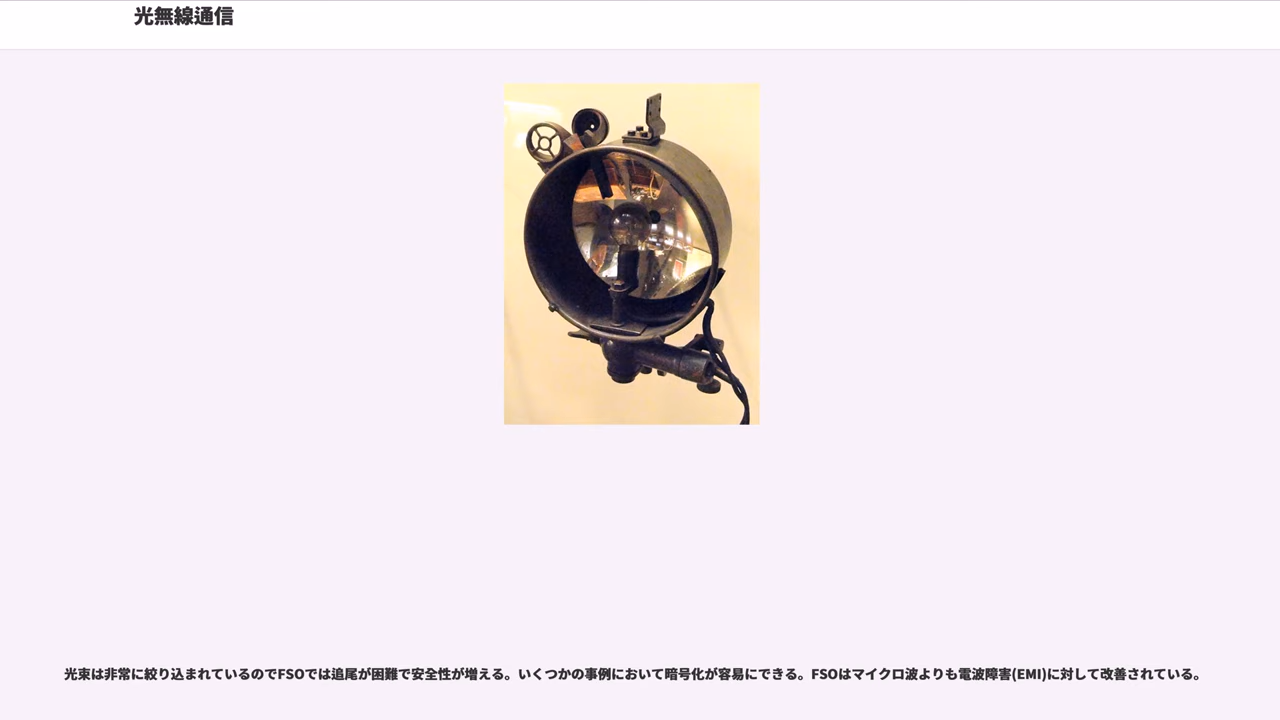 光無線通信
光束は非常に絞り込まれているのでFSOでは追尾が困難で安全性が増える。いくつかの事例において暗号化が容易にできる。FSOはマイクロ波よりも電波障害(EMI)に対して改善されている。